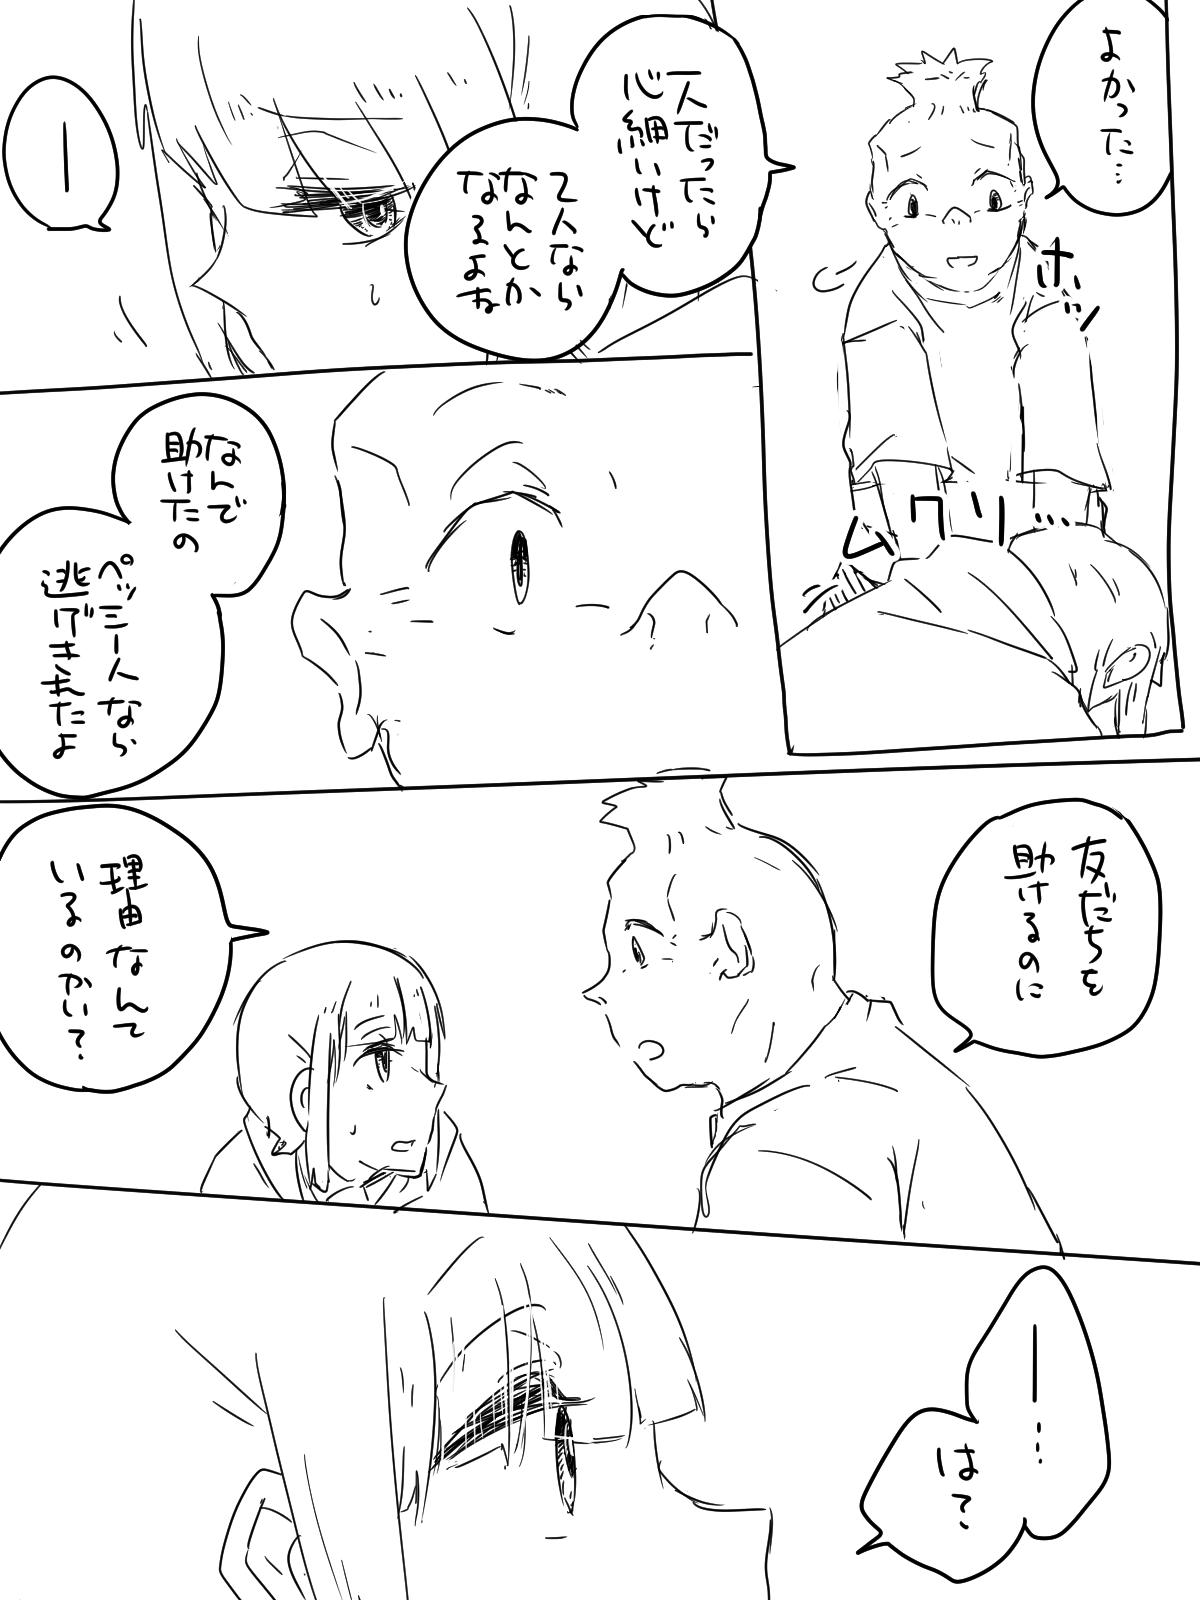 よかった…
ホッ
ムクリ…
一人だったら
心細いけど
2人なら
なんとか
なるよね
―
なんで
助けたの
ペッシ一人なら
逃げきれたよ
友だちを
助けるのに
理由なんて
いるのかい?
―…
は?